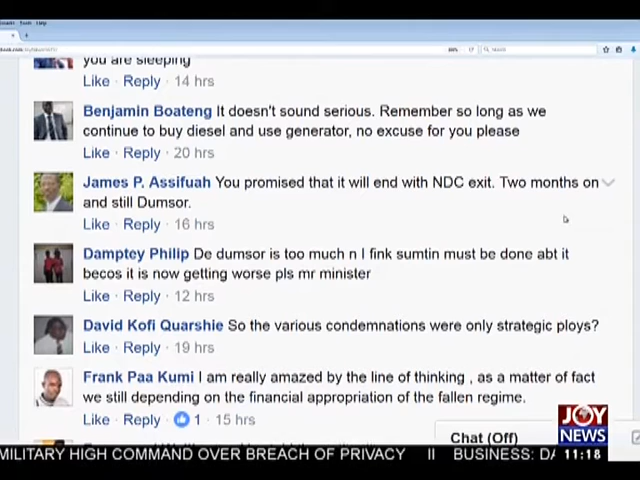 Tools Help
Search
you are sleeping
Like · Reply · 14 hrs
Benjamin Boateng It doesn't sound serious. Remember so long as we
continue to buy diesel and use generator, no excuse for you please
Like · Reply · 20 hrs
James P. Assifuah You promised that it will end with NDC exit. Two months on
and still Dumsor.
Like · Reply · 16 hrs
Damptey Philip De dumsor is too much n I fink sumtin must be done abt it
becos it is now getting worse pls mr minister
Like · Reply · 12 hrs
David Kofi Quarshie So the various condemnations were only strategic ploys?
Like · Reply · 19 hrs
Frank Paa Kumi I am really amazed by the line of thinking , as a matter of fact
we still depending on the financial appropriation of the fallen regime.
Like · Reply · 1 · 15 hrs
Chat (Off)
JOY
NEWS
MILITARY HIGH COMMAND OVER BREACH OF PRIVACY II BUSINESS: DA
11:18